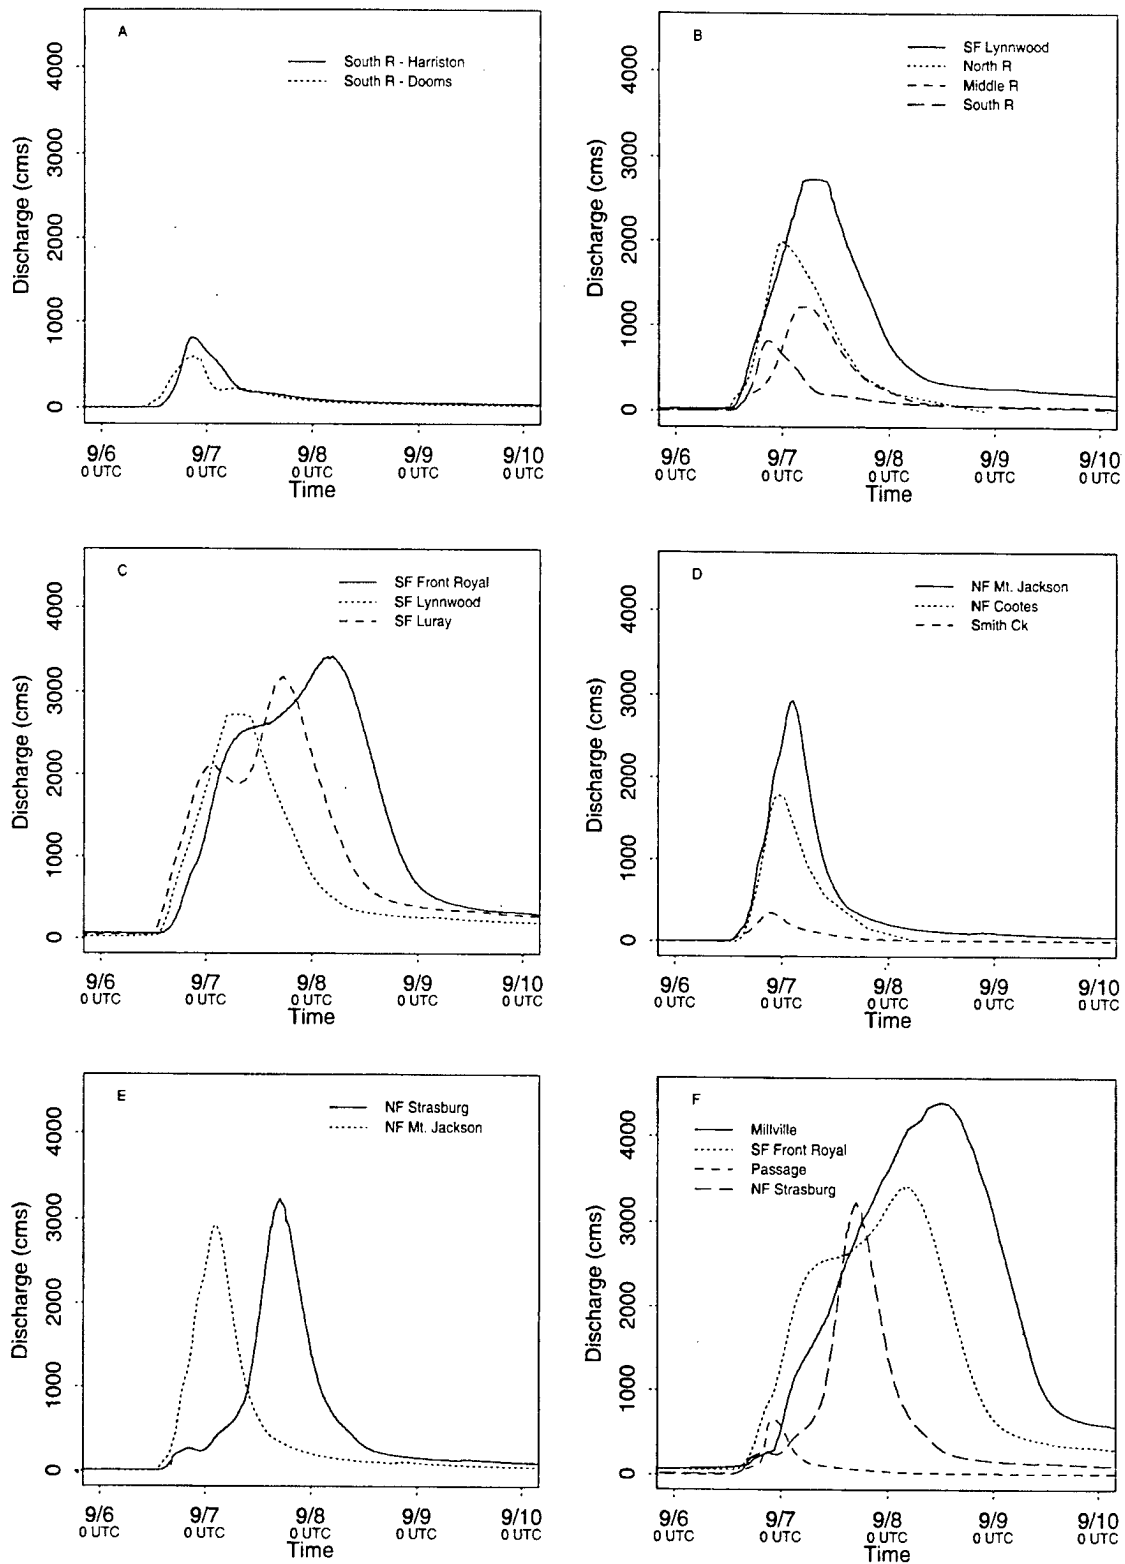 A
South R - Harriston
South R - Dooms
Discharge (cms)
4000
3000
2000
1000
0
9/6 9/7 9/8 9/9 9/10
0 UTC 0 UTC 0 UTC 0 UTC 0 UTC
Time
B
SF Lynnwood
North R
Middle R
South R
Discharge (cms)
4000
3000
2000
1000
0
9/6 9/7 9/8 9/9 9/10
0 UTC 0 UTC 0 UTC 0 UTC 0 UTC
Time
C
SF Front Royal
SF Lynnwood
SF Luray
Discharge (cms)
4000
3000
2000
1000
0
9/6 9/7 9/8 9/9 9/10
0 UTC 0 UTC 0 UTC 0 UTC 0 UTC
Time
D
NF Mt. Jackson
NF Cootes
Smith Ck
Discharge (cms)
4000
3000
2000
1000
0
9/6 9/7 9/8 9/9 9/10
0 UTC 0 UTC 0 UTC 0 UTC 0 UTC
Time
E
NF Strasburg
NF Mt. Jackson
Discharge (cms)
4000
3000
2000
1000
0
9/6 9/7 9/8 9/9 9/10
0 UTC 0 UTC 0 UTC 0 UTC 0 UTC
Time
F
Millville
SF Front Royal
Passage
NF Strasburg
Discharge (cms)
4000
3000
2000
1000
0
9/6 9/7 9/8 9/9 9/10
0 UTC 0 UTC 0 UTC 0 UTC 0 UTC
Time